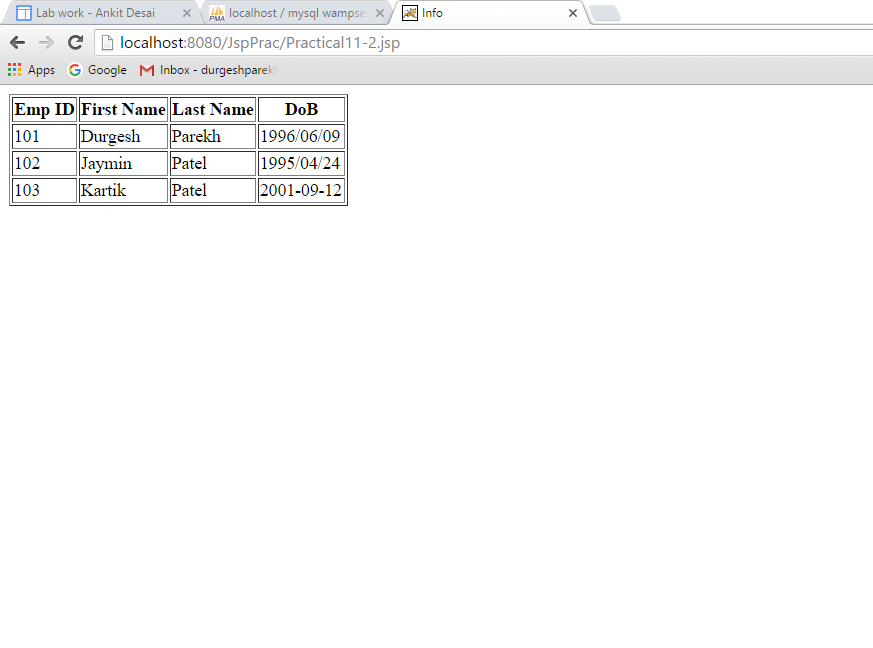 Lab work - Ankit Desai
PMA localhost / mysql wampse
Info
localhost:8080/JspPrac/Practical11-2.jsp
Apps Google Inbox - durgeshparek
Emp ID First Name Last Name DoB
101 Durgesh Parekh 1996/06/09
102 Jaymin Patel 1995/04/24
103 Kartik Patel 2001-09-12